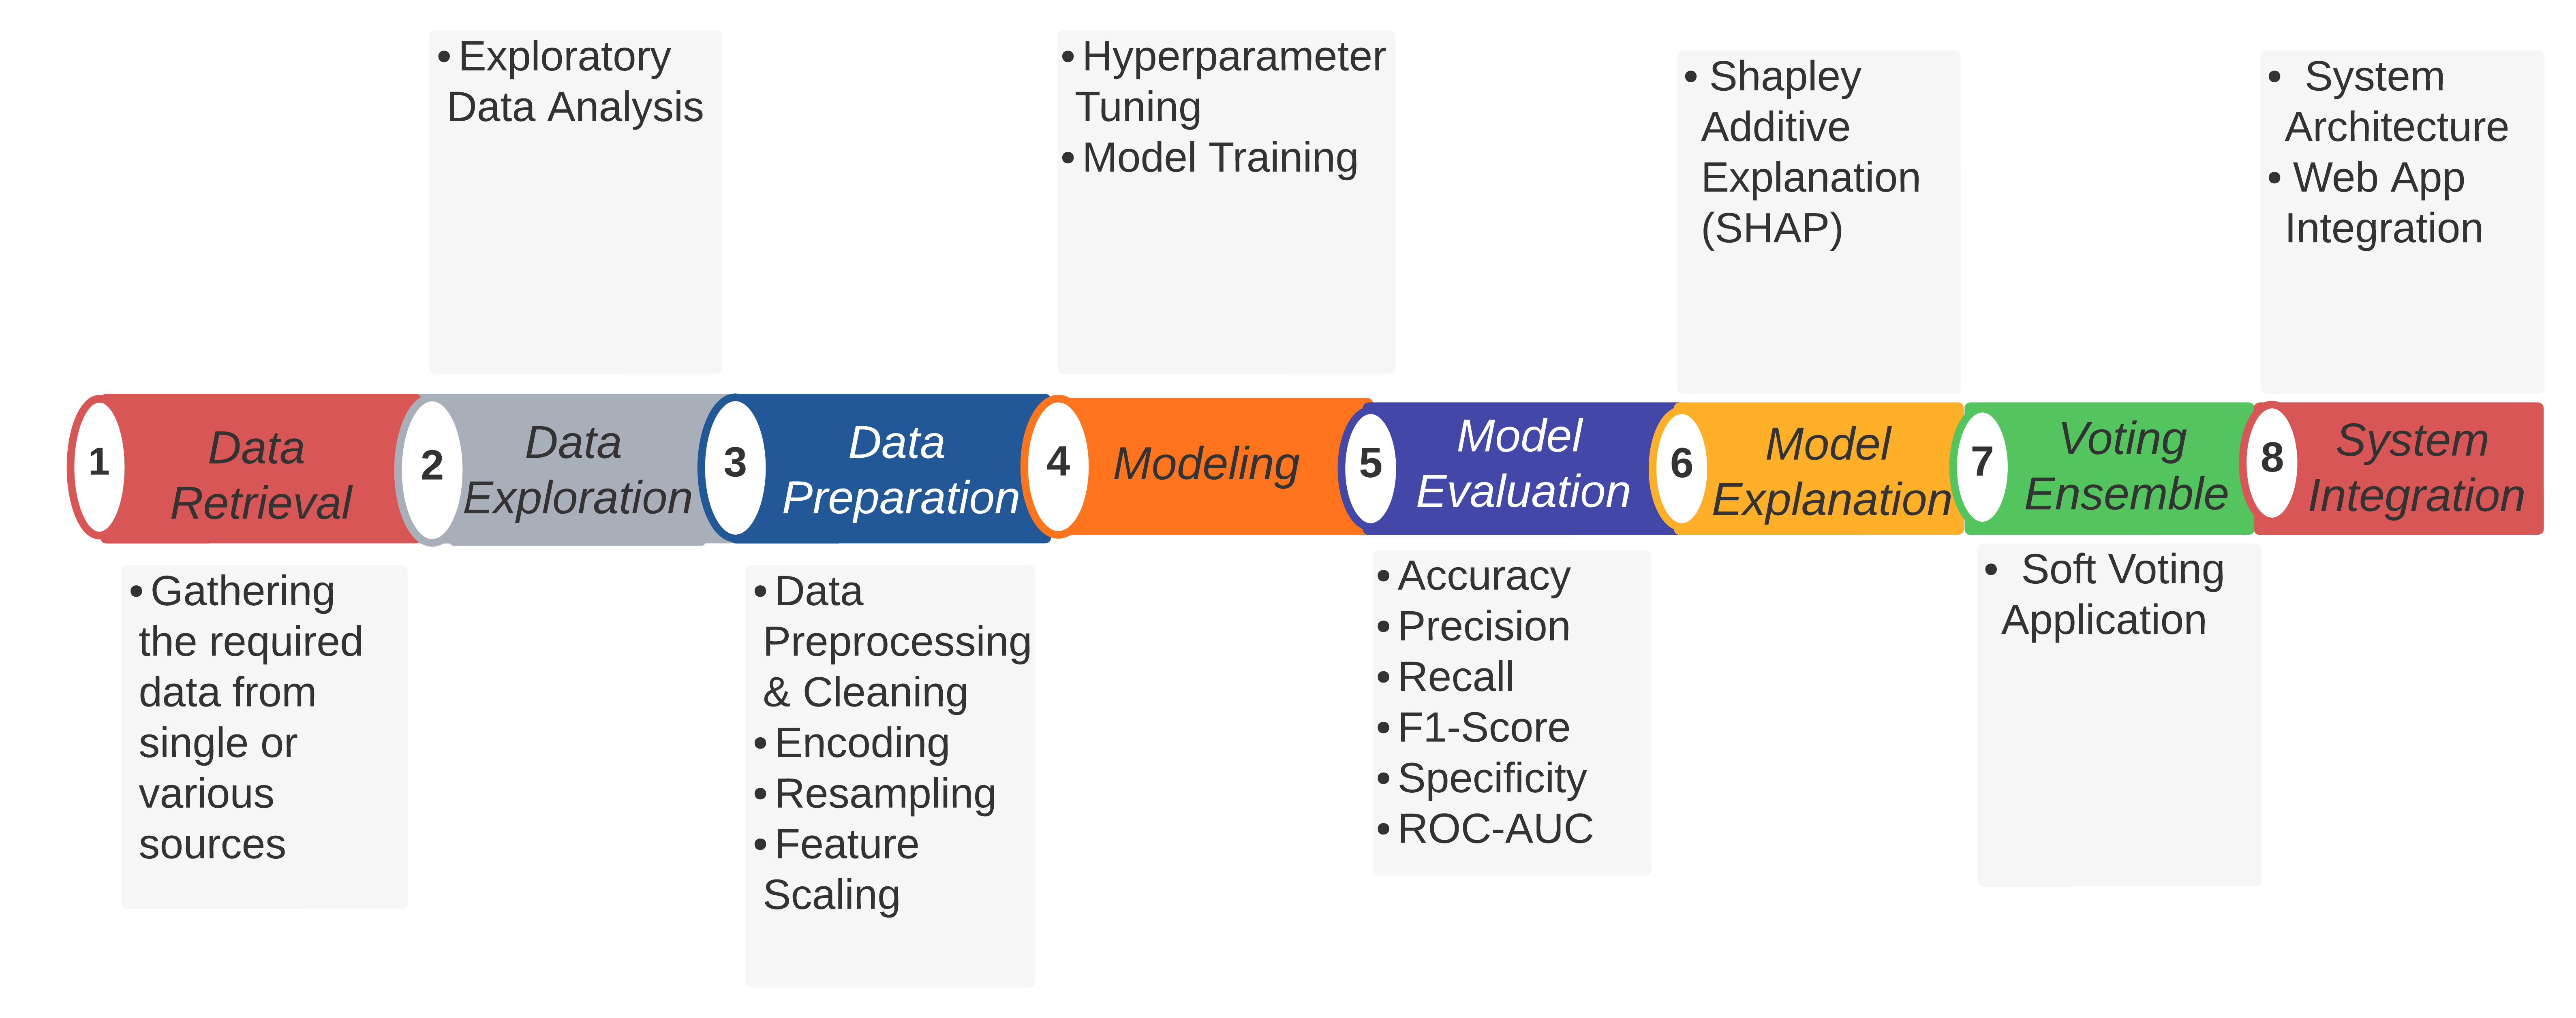 • Exploratory
Data Analysis
• Hyperparameter
Tuning
• Model Training
• Shapley
Additive
Explanation
(SHAP)
• System
Architecture
• Web App
Integration
1
Data
Retrieval
2
Data
Exploration
3
Data
Preparation
4
Modeling
5
Model
Evaluation
6
Model
Explanation
7
Voting
Ensemble
8
System
Integration
• Gathering
the required
data from
single or
various
sources
• Data
Preprocessing
& Cleaning
• Encoding
• Resampling
• Feature
Scaling
• Accuracy
• Precision
• Recall
• F1-Score
• Specificity
• ROC-AUC
• Soft Voting
Application